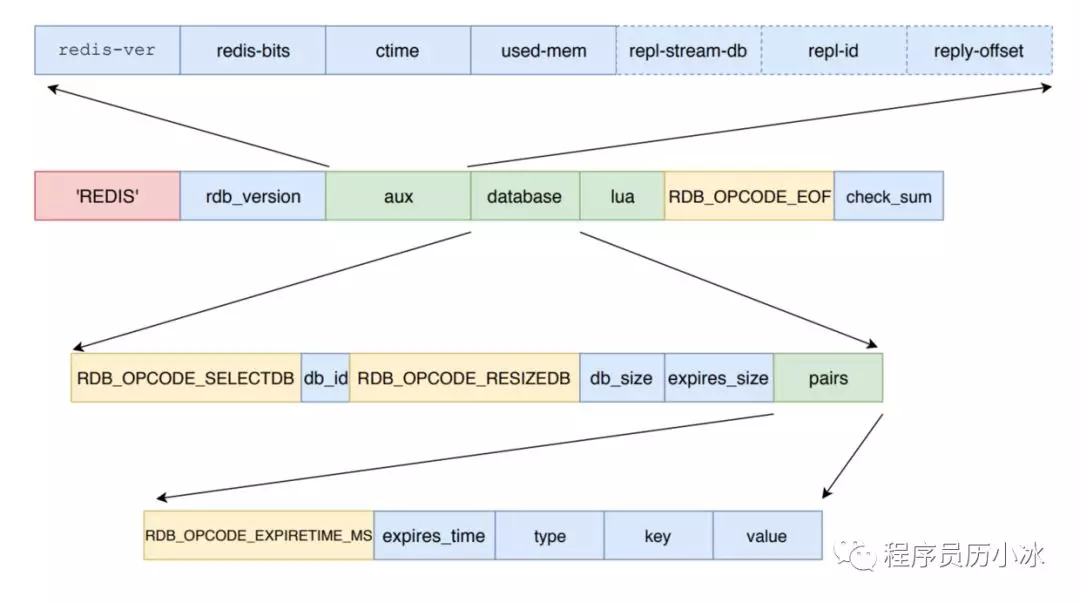 redis-ver redis-bits ctime used-mem repl-stream-db repl-id reply-offset
'REDIS' rdb_version aux database lua RDB_OPCODE_EOF check_sum
RDB_OPCODE_SELECTDB db_id RDB_OPCODE_RESIZEDB db_size expires_size pairs
RDB_OPCODE_EXPIRETIME_MS expires_time type key value
程序员历小冰